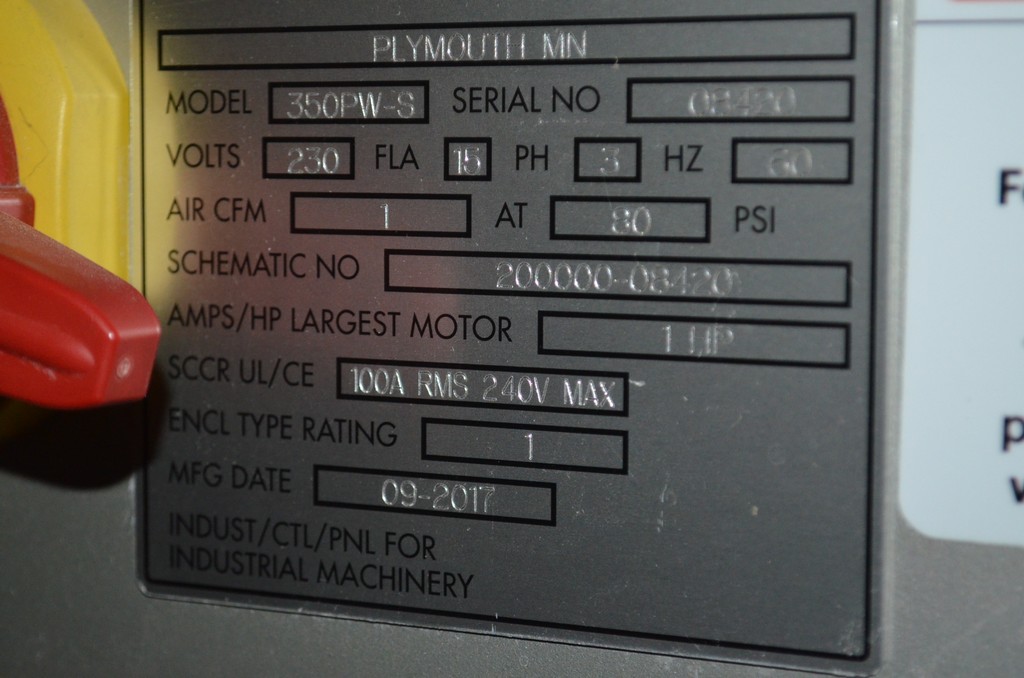 PLYMOUTH MN
MODEL 350PW-S SERIAL NO 08420
VOLTS 230 FLA 15 PH 3 HZ 60
AIR CFM 1 AT 80 PSI
SCHEMATIC NO 200000-08420
AMPS/HP LARGEST MOTOR 1 HP
SCCR UL/CE 100A RMS 240V MAX
ENCL TYPE RATING 1
MFG DATE 09-2017
INDUST/CTL/PNL FOR
INDUSTRIAL MACHINERY